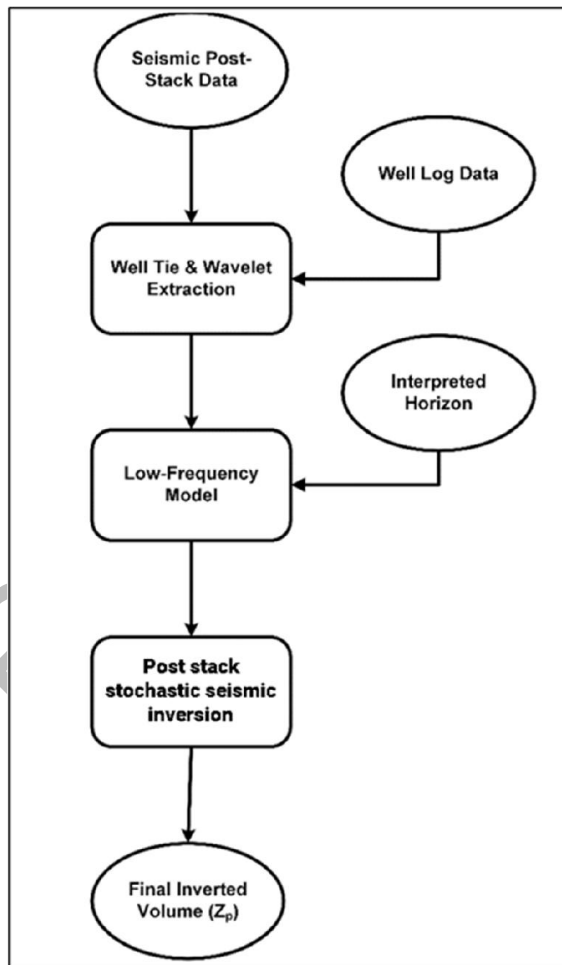 Seismic Post-
Stack Data
Well Log Data
Well Tie & Wavelet
Extraction
Interpreted
Horizon
Low-Frequency
Model
Post stack
stochastic seismic
inversion
Final Inverted
Volume (Zₚ)